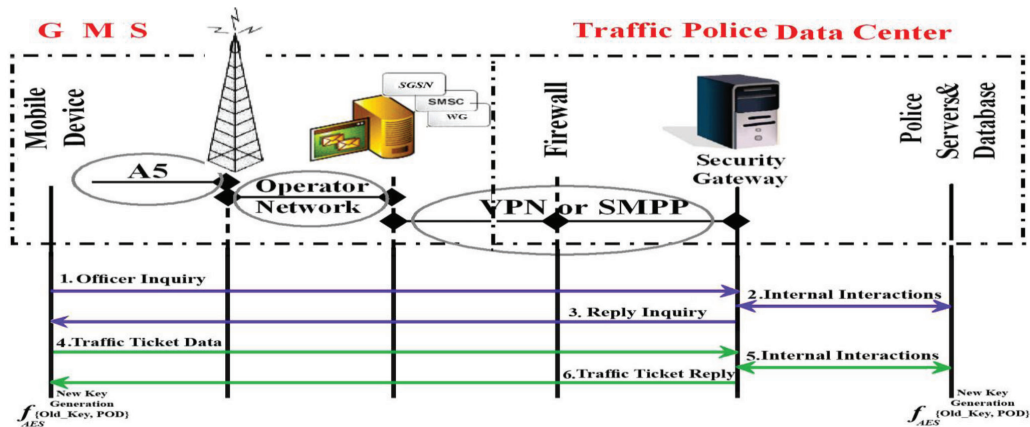 G M S
Traffic Police Data Center
Mobile
Device
SGSN
SMSC
WG
Firewall
Security
Gateway
Police
Servers&
Database
A5
Operator
Network
VPN or SMPP
1. Officer Inquiry
2.Internal Interactions
3. Reply Inquiry
4.Traffic Ticket Data
5.Internal Interactions
6.Traffic Ticket Reply
New Key
Generation
f AES {Old_Key, POD}
New Key
Generation
f AES {Old_Key, POD}